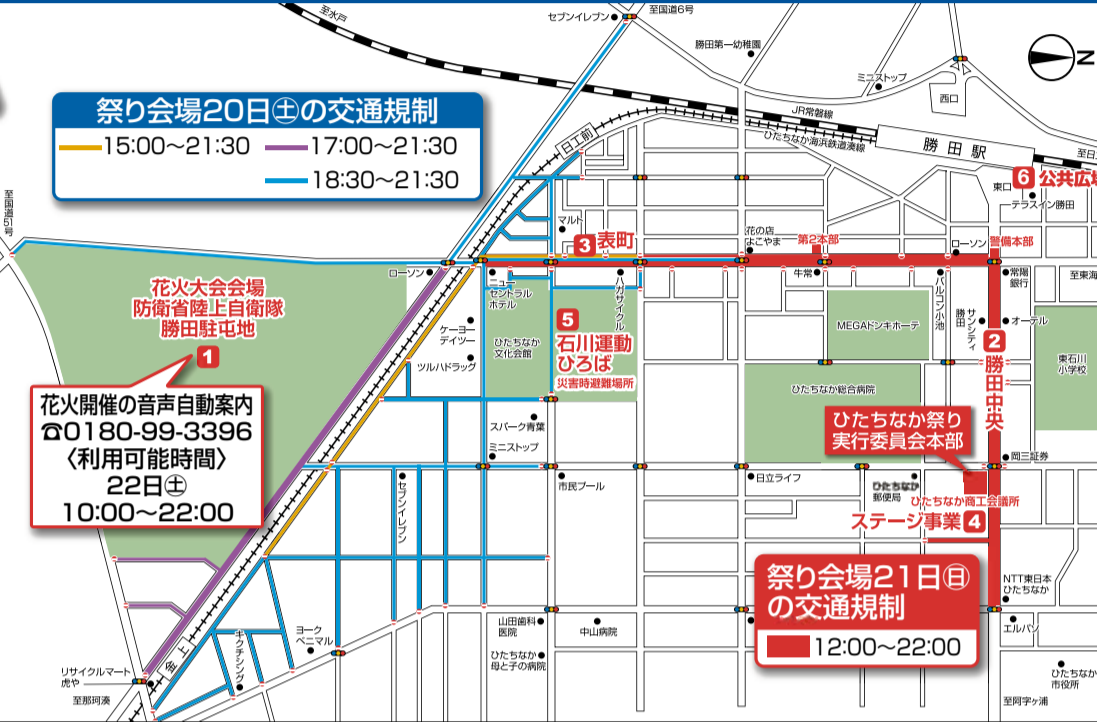 至水戸
セブンイレブン
至国道6号
勝田第一幼稚園
ミニストップ
西口
N
JR常磐線
ひたちなか海浜鉄道湊線
勝田駅
日工前
祭り会場20日㊏の交通規制
15:00〜21:30
17:00〜21:30
18:30〜21:30
至国道51号
東口
6 公共広場
テラスイン勝田
マルト
3 表町
花の店
よこやま
第2本部
ローソン
警備本部
ローソン
ニュー
セントラル
ホテル
ハガサイクル
牛常
パルコン小池
常陽
銀行
至東海
花火大会会場
防衛省陸上自衛隊
勝田駐屯地
1
ケーヨー
デイツー
ツルハドラッグ
ひたちなか
文化会館
5
石川運動
ひろば
災害時避難場所
MEGAドンキホーテ
サンシティ
勝田
オーテル
2
勝田中央
東石川
小学校
ひたちなか総合病院
花火開催の音声自動案内
☎0180-99-3396
〈利用可能時間〉
22日㊏
10:00〜22:00
スパーク青葉
ミニストップ
ひたちなか祭り
実行委員会本部
岡三証券
セブンイレブン
市民プール
日立ライフ
ひたちなか
郵便局
ひたちなか商工会議所
ステージ事業 4
祭り会場21日㊐
の交通規制
12:00〜22:00
NTT東日本
ひたちなか
エルパソ
山田歯科
医院
中山病院
ヨーク
ベニマル
キクチシング
金上
ひたちなか
母と子の病院
リサイクルマート
虎や
至那珂湊
ひたちなか
市役所
至阿字ヶ浦